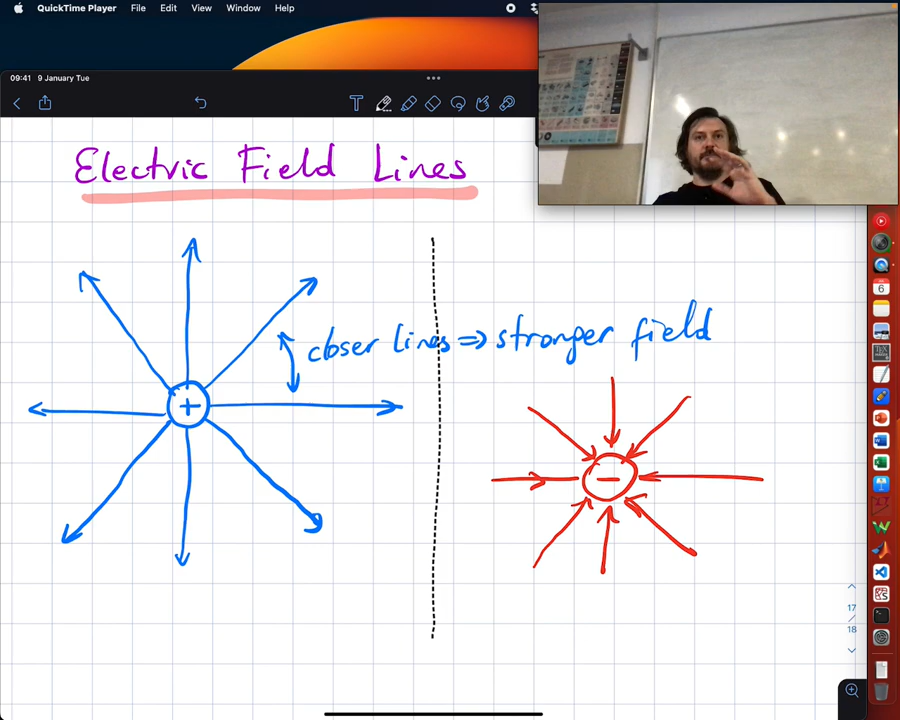 QuickTime Player File Edit View Window Help
09:41 9 January Tue
Electric Field Lines
closer lines ⇒ stronger field
+
−
6
17
/
18